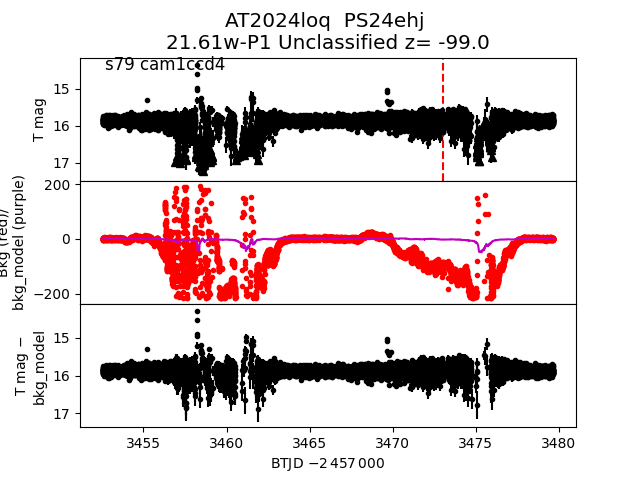 AT2024loq  PS24ehj
21.61w-P1 Unclassified z= -99.0
s79 cam1ccd4
T mag
15
16
17
Bkg (red)/
bkg_model (purple)
200
0
−200
T mag −
bkg_model
15
16
17
3455
3460
3465
3470
3475
3480
BTJD −2 457 000